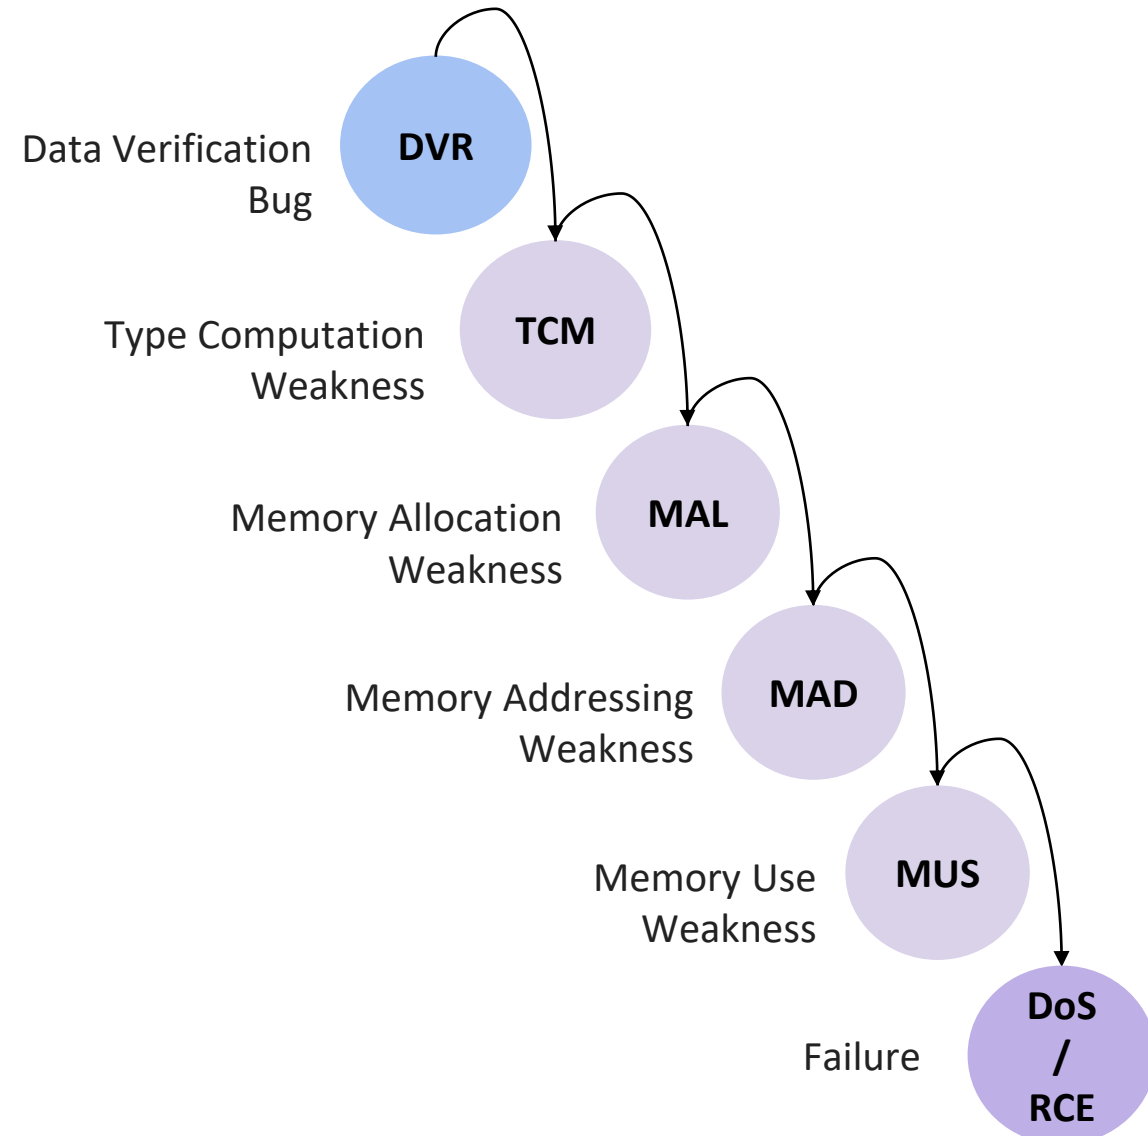 Data Verification
Bug
DVR
Type Computation
Weakness
TCM
Memory Allocation
Weakness
MAL
Memory Addressing
Weakness
MAD
Memory Use
Weakness
MUS
Failure
DoS
/
RCE